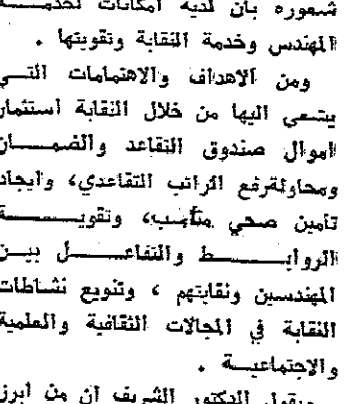 شعوره بان لديه امكانات لخدمة
المهندس وخدمة النقابة وتقويتها .
ومن الاهداف والاهتمامات التي
يسعى اليها من خلال النقابة استثمار
اموال صندوق التقاعد والضمان
ومحاولة رفع الراتب التقاعدي، وايجاد
تامين صحي مناسب، وتقوية
الروابط والتفاعل بين
المهندسين ونقابتهم ، وتنويع نشاطات
النقابة في المجالات الثقافية والعلمية
والاجتماعية .
ويقول الدكتور الشريف ان من ابرز